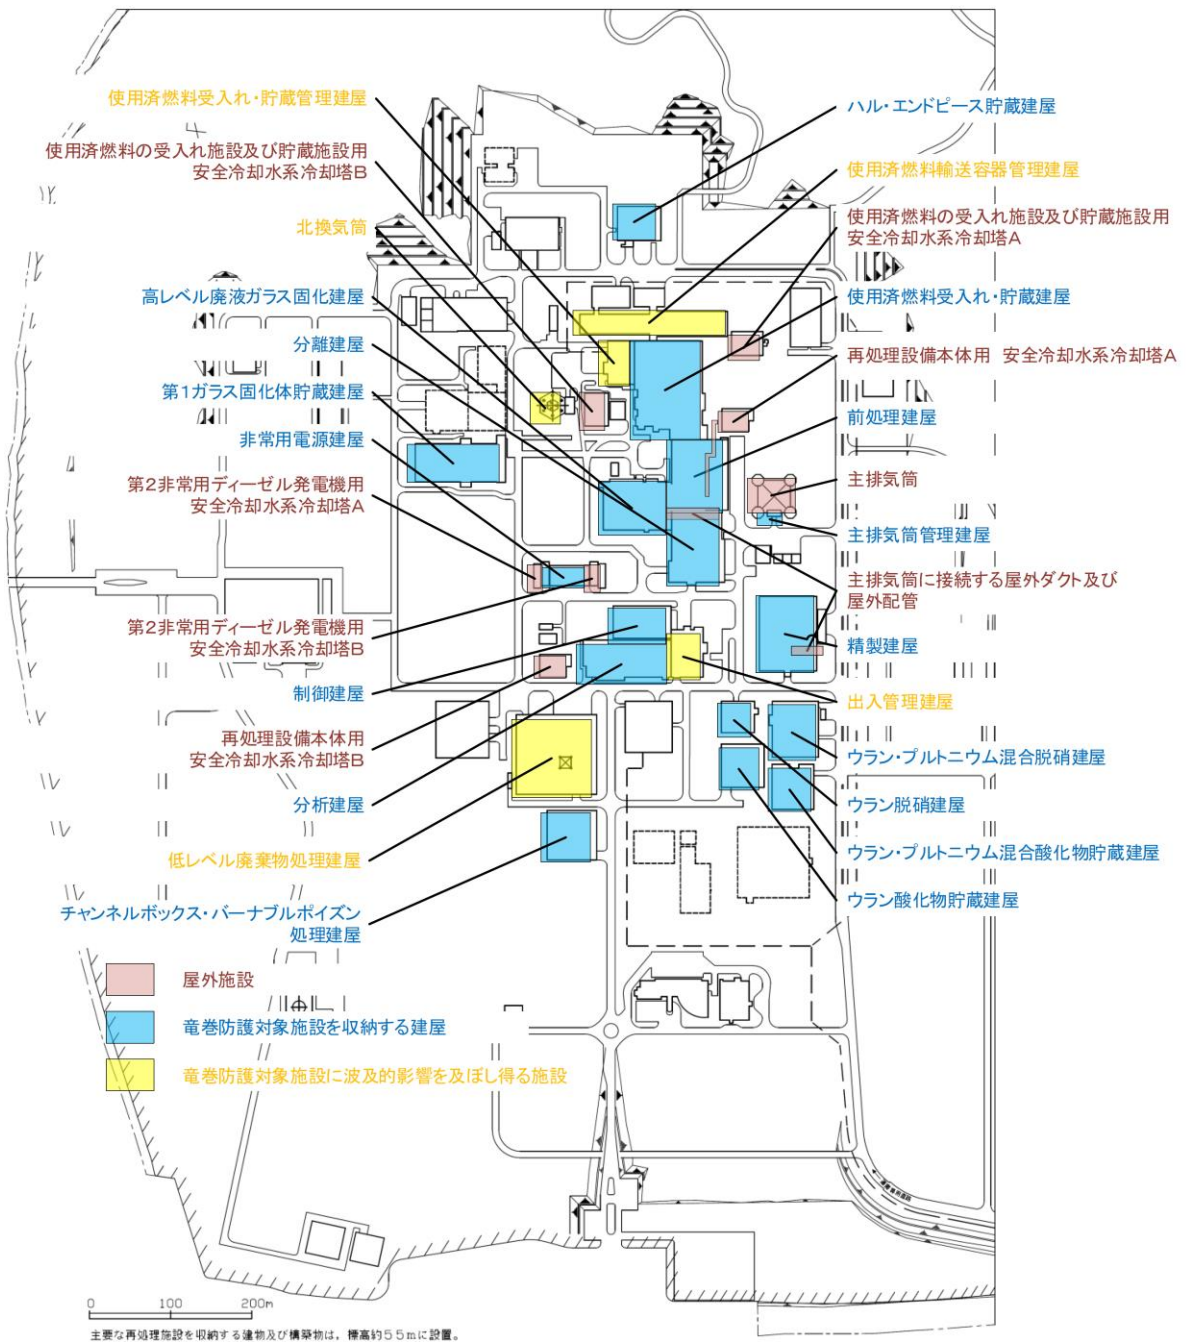 使用済燃料受入れ・貯蔵管理建屋
使用済燃料の受入れ施設及び貯蔵施設用
安全冷却水系冷却塔B
北換気筒
高レベル廃液ガラス固化建屋
分離建屋
第1ガラス固化体貯蔵建屋
非常用電源建屋
第2非常用ディーゼル発電機用
安全冷却水系冷却塔A
第2非常用ディーゼル発電機用
安全冷却水系冷却塔B
制御建屋
再処理設備本体用
安全冷却水系冷却塔B
分析建屋
低レベル廃棄物処理建屋
チャンネルボックス・バーナブルポイズン
処理建屋
ハル・エンドピース貯蔵建屋
使用済燃料輸送容器管理建屋
使用済燃料の受入れ施設及び貯蔵施設用
安全冷却水系冷却塔A
使用済燃料受入れ・貯蔵建屋
再処理設備本体用 安全冷却水系冷却塔A
前処理建屋
主排気筒
主排気筒管理建屋
主排気筒に接続する屋外ダクト及び
屋外配管
精製建屋
出入管理建屋
ウラン・プルトニウム混合脱硝建屋
ウラン脱硝建屋
ウラン・プルトニウム混合酸化物貯蔵建屋
ウラン酸化物貯蔵建屋
屋外施設
竜巻防護対象施設を収納する建屋
竜巻防護対象施設に波及的影響を及ぼし得る施設
0 100 200m
主要な再処理施設を収納する建物及び構築物は，標高約55mに設置。